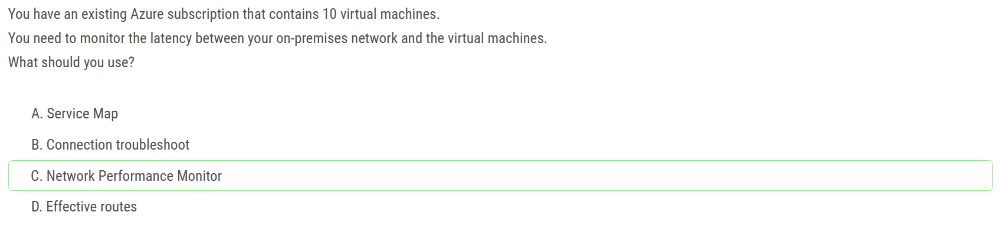 You have an existing Azure subscription that contains 10 virtual machines.
You need to monitor the latency between your on-premises network and the virtual machines.
What should you use?
A. Service Map
B. Connection troubleshoot
C. Network Performance Monitor
D. Effective routes